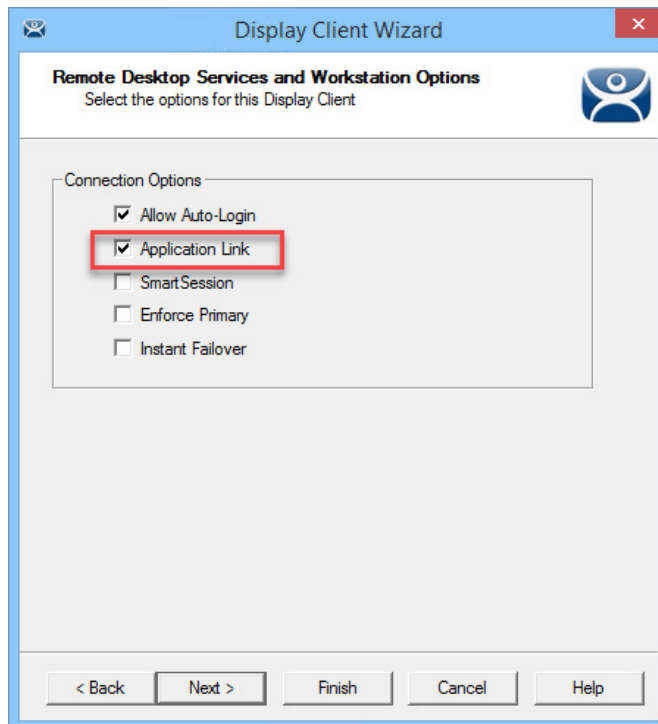 Display Client Wizard
Remote Desktop Services and Workstation Options
Select the options for this Display Client
Connection Options
Allow Auto-Login
Application Link
SmartSession
Enforce Primary
Instant Failover
< Back Next > Finish Cancel Help